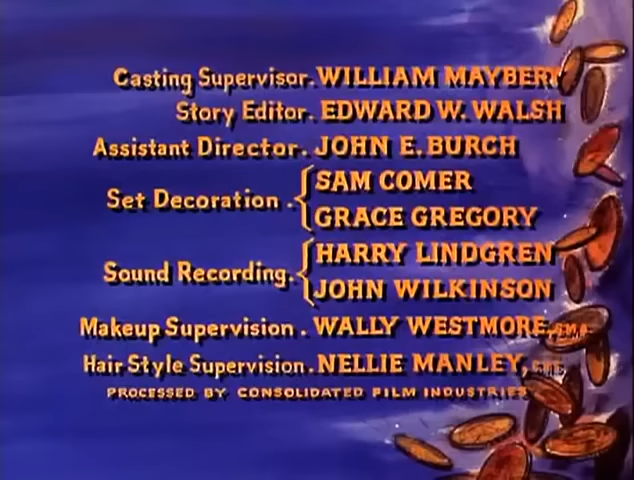 Casting Supervisor. WILLIAM MAYBERY
Story Editor. EDWARD W. WALSH
Assistant Director. JOHN E. BURCH
Set Decoration . SAM COMER
GRACE GREGORY
Sound Recording. HARRY LINDGREN
JOHN WILKINSON
Makeup Supervision . WALLY WESTMORE, S.M.A.
Hair Style Supervision . NELLIE MANLEY,
PROCESSED BY CONSOLIDATED FILM INDUSTRIES